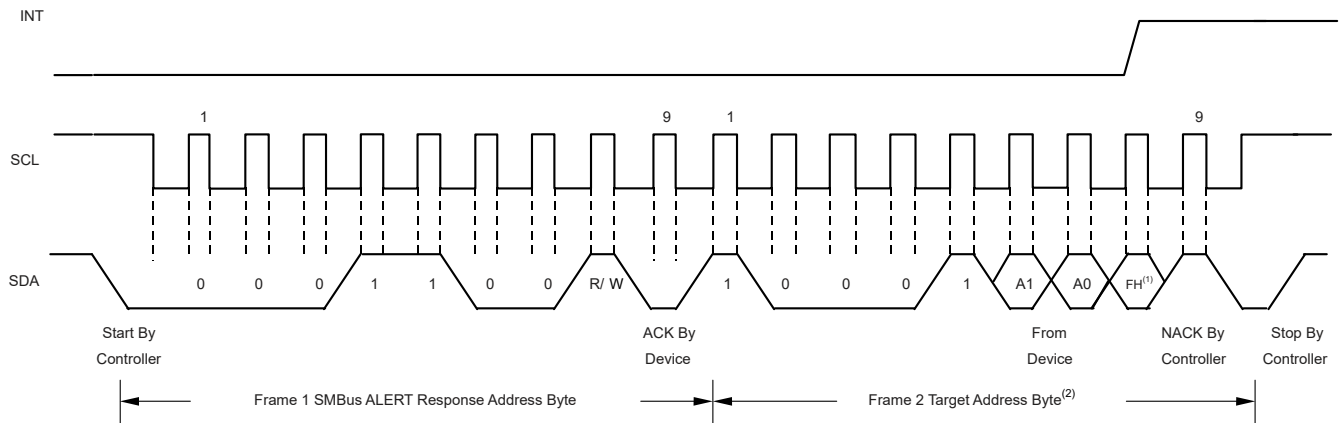 INT
1 9 1 9
SCL
SDA 0 0 0 1 1 0 0 R/ W 1 0 0 0 1 A1 A0 FH(1)
Start By ACK By From NACK By Stop By
Controller Device Device Controller Controller
Frame 1 SMBus ALERT Response Address Byte Frame 2 Target Address Byte(2)